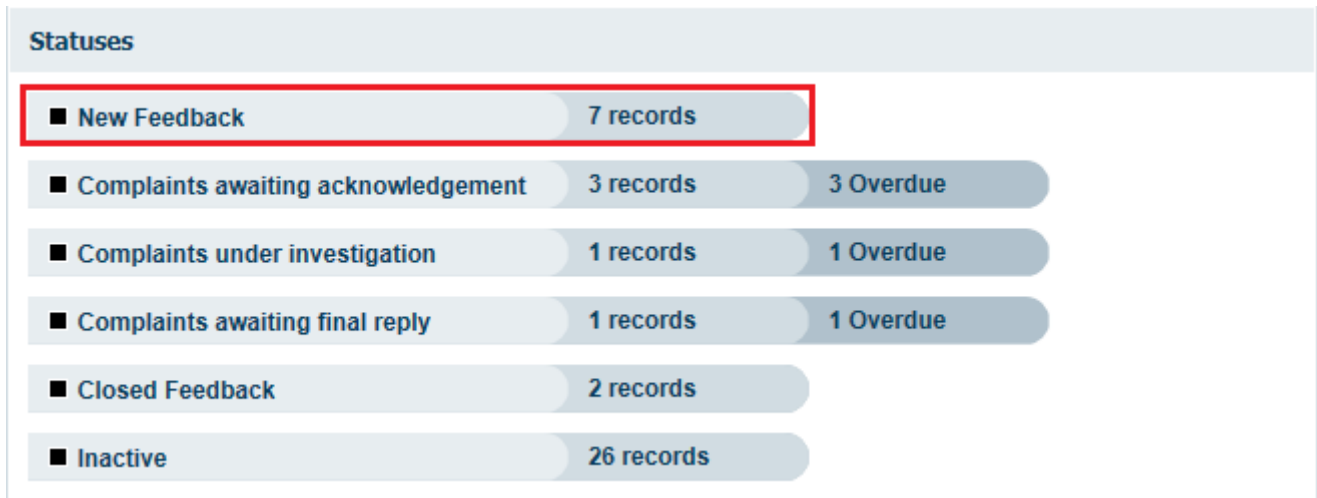 Statuses
New Feedback 7 records
Complaints awaiting acknowledgement 3 records 3 Overdue
Complaints under investigation 1 records 1 Overdue
Complaints awaiting final reply 1 records 1 Overdue
Closed Feedback 2 records
Inactive 26 records